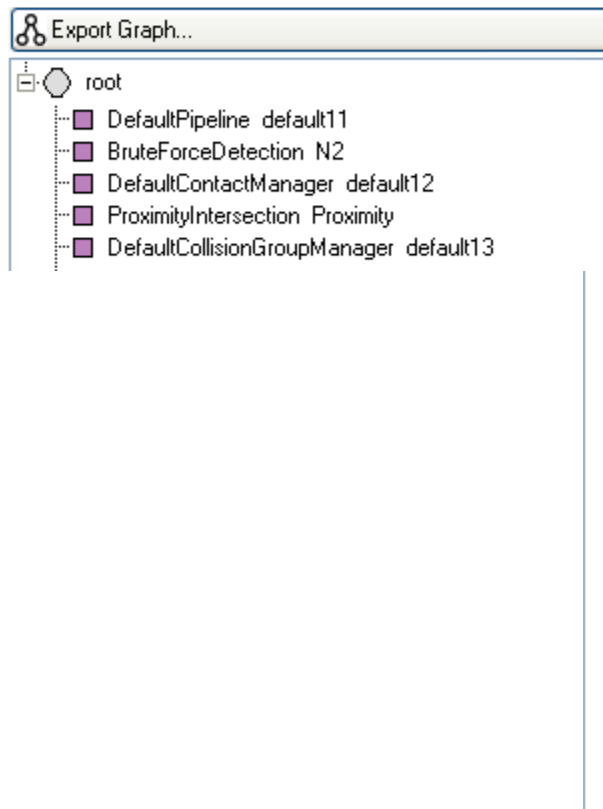 Export Graph...
root
DefaultPipeline default11
BruteForceDetection N2
DefaultContactManager default12
ProximityIntersection Proximity
DefaultCollisionGroupManager default13